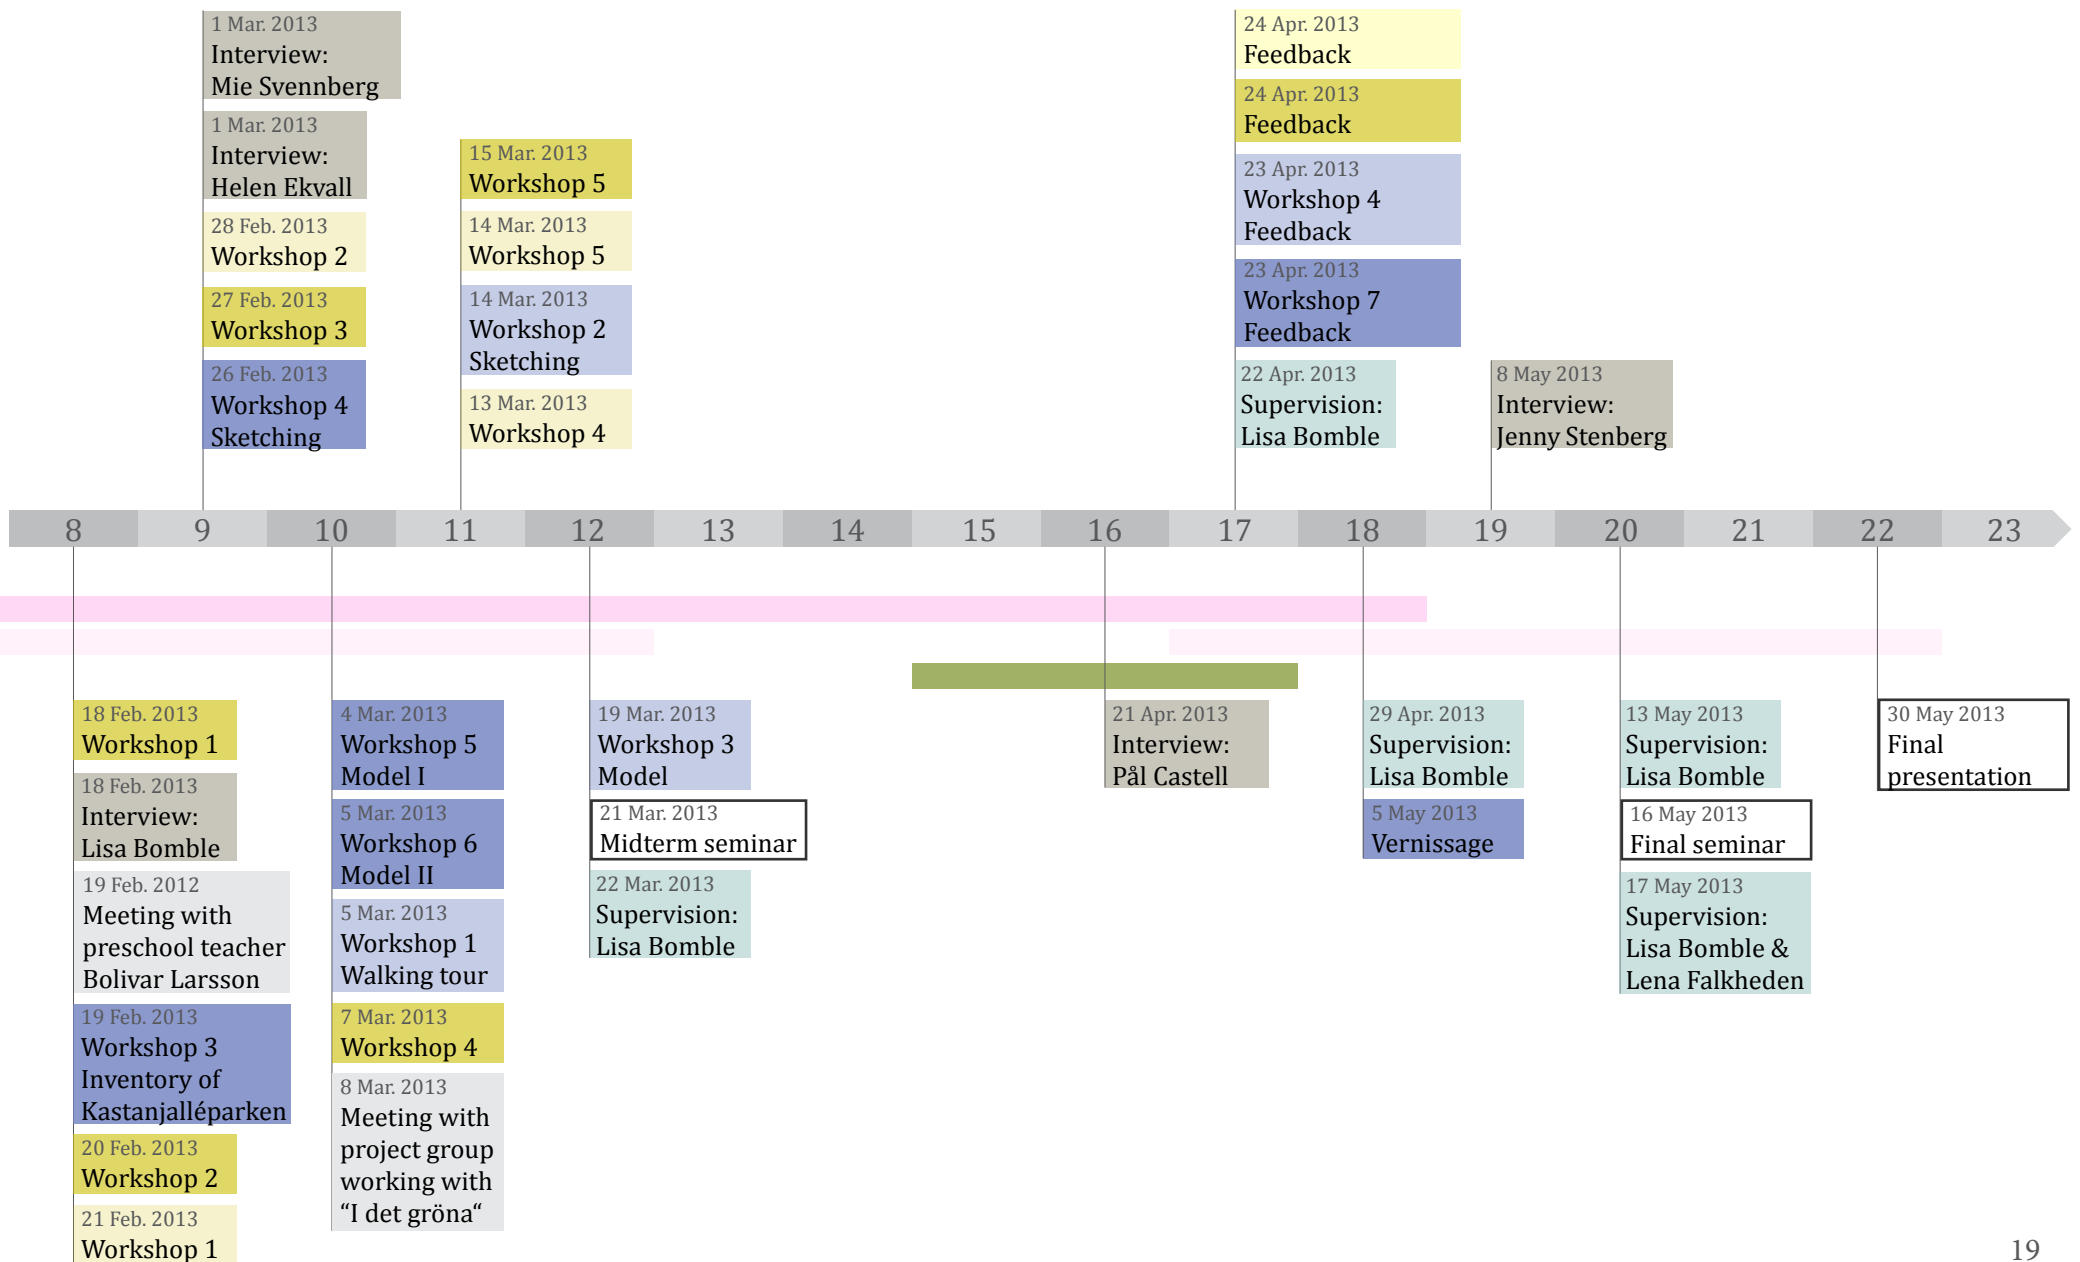 1 Mar. 2013
Interview:
Mie Svennberg
1 Mar. 2013
Interview:
Helen Ekvall
28 Feb. 2013
Workshop 2
27 Feb. 2013
Workshop 3
26 Feb. 2013
Workshop 4
Sketching
15 Mar. 2013
Workshop 5
14 Mar. 2013
Workshop 5
14 Mar. 2013
Workshop 2
Sketching
13 Mar. 2013
Workshop 4
24 Apr. 2013
Feedback
24 Apr. 2013
Feedback
23 Apr. 2013
Workshop 4
Feedback
23 Apr. 2013
Workshop 7
Feedback
22 Apr. 2013
Supervision:
Lisa Bomble
8 May 2013
Interview:
Jenny Stenberg
8 9 10 11 12 13 14 15 16 17 18 19 20 21 22 23
18 Feb. 2013
Workshop 1
18 Feb. 2013
Interview:
Lisa Bomble
19 Feb. 2012
Meeting with
preschool teacher
Bolivar Larsson
19 Feb. 2013
Workshop 3
Inventory of
Kastanjalléparken
20 Feb. 2013
Workshop 2
21 Feb. 2013
Workshop 1
4 Mar. 2013
Workshop 5
Model I
5 Mar. 2013
Workshop 6
Model II
5 Mar. 2013
Workshop 1
Walking tour
7 Mar. 2013
Workshop 4
8 Mar. 2013
Meeting with
project group
working with
“I det gröna“
19 Mar. 2013
Workshop 3
Model
21 Mar. 2013
Midterm seminar
22 Mar. 2013
Supervision:
Lisa Bomble
21 Apr. 2013
Interview:
Pål Castell
29 Apr. 2013
Supervision:
Lisa Bomble
5 May 2013
Vernissage
13 May 2013
Supervision:
Lisa Bomble
16 May 2013
Final seminar
17 May 2013
Supervision:
Lisa Bomble &
Lena Falkheden
30 May 2013
Final
presentation
19